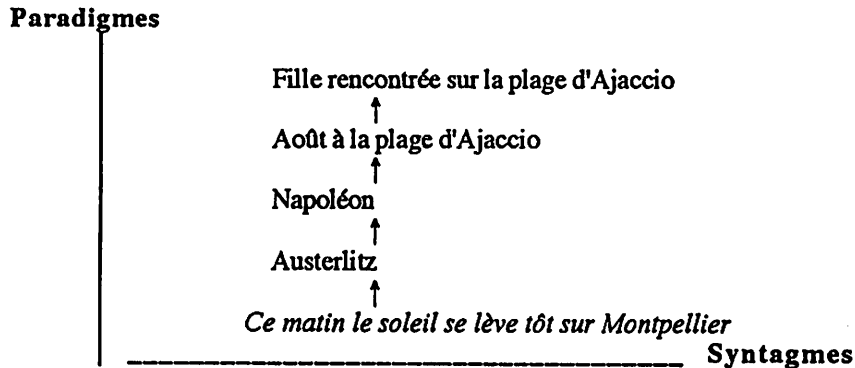 Paradigmes
Fille rencontrée sur la plage d'Ajaccio
Août à la plage d'Ajaccio
Napoléon
Austerlitz
Ce matin le soleil se lève tôt sur Montpellier
Syntagmes